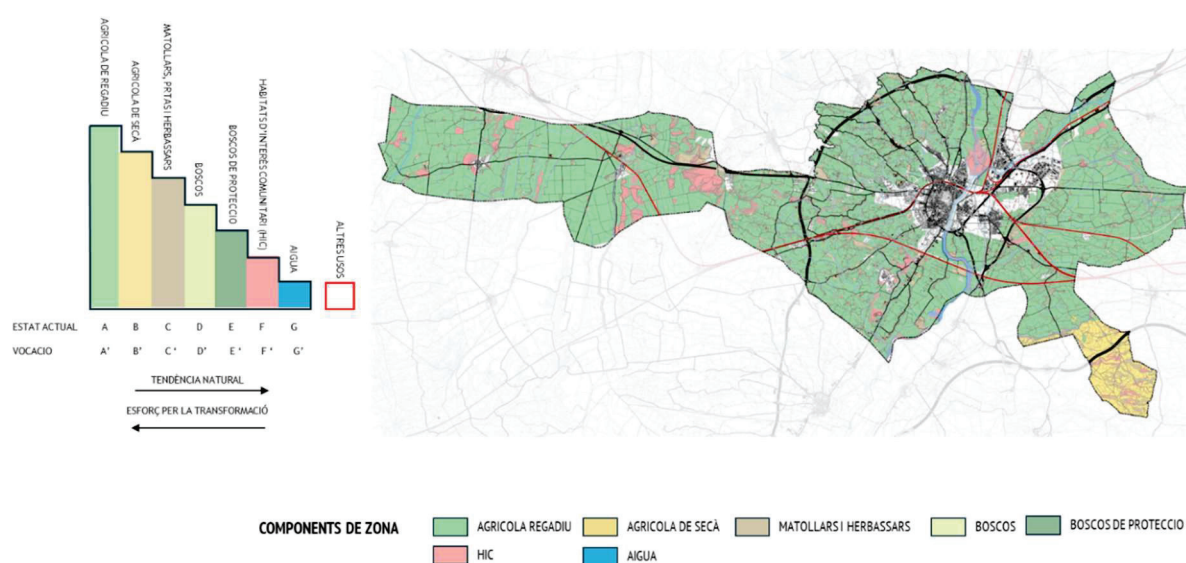 AGRICOLA DE REGADIU
AGRICOLA DE SECÀ
MATOLLARS, PRTAS I HERBASSARS
BOSCOS
BOSCOS DE PROTECCIO
HABITATS D'INTERÈS COMUNITARI (HIC)
AIGUA
ALTRES USOS
ESTAT ACTUAL A B C D E F G
VOCACIO A' B' C' D' E' F' G'
TENDÈNCIA NATURAL
ESFORÇ PER LA TRANSFORMACIÓ
COMPONENTS DE ZONA
AGRICOLA REGADIU
AGRICOLA DE SECÀ
MATOLLARS I HERBASSARS
BOSCOS
BOSCOS DE PROTECCIO
HIC
AIGUA